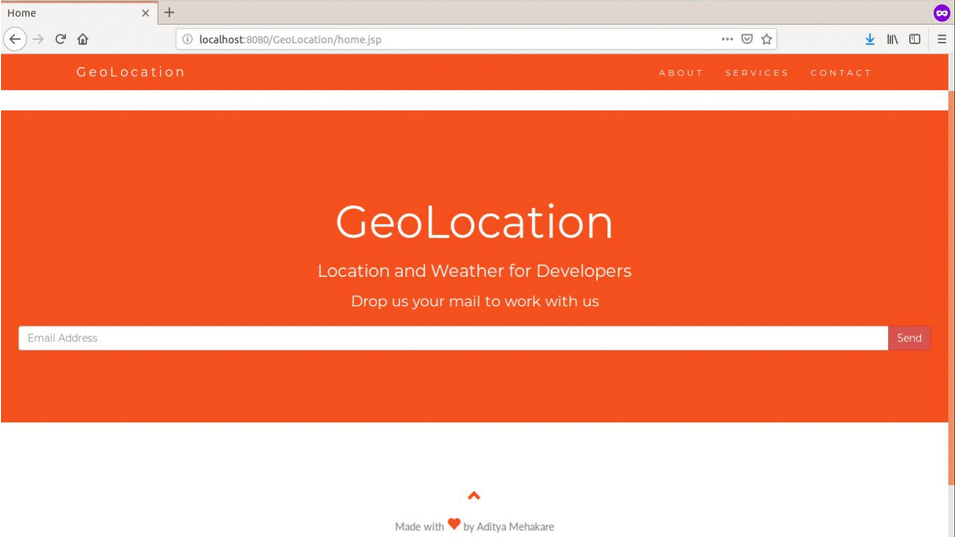 Home
localhost:8080/GeoLocation/home.jsp
GeoLocation
ABOUT SERVICES CONTACT
GeoLocation
Location and Weather for Developers
Drop us your mail to work with us
Email Address
Send
Made with by Aditya Mehakare